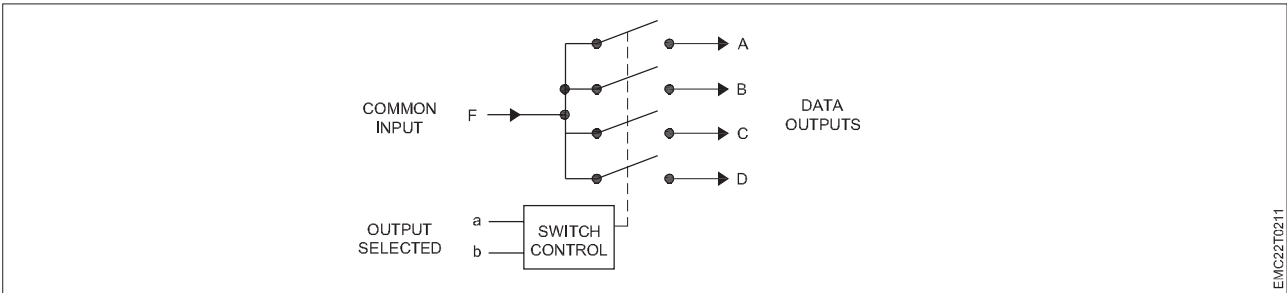 A
B
COMMON
INPUT
F
DATA
OUTPUTS
C
D
OUTPUT
SELECTED
a
b
SWITCH
CONTROL
EMC22T0211